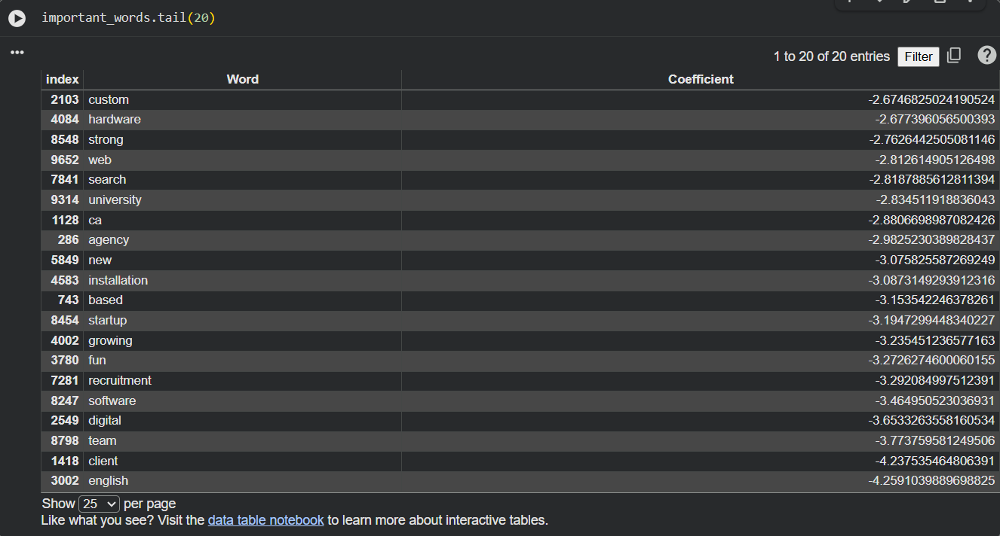 important_words.tail(20)
1 to 20 of 20 entries Filter
index Word Coefficient
2103 custom -2.6746825024190524
4084 hardware -2.677396056500393
8548 strong -2.7626442505081146
9652 web -2.812614905126498
7841 search -2.8187885612811394
9314 university -2.834511918836043
1128 ca -2.8806698987082426
286 agency -2.9825230389828437
5849 new -3.075825587269249
4583 installation -3.0873149293912316
743 based -3.153542246378261
8454 startup -3.1947299448340227
4002 growing -3.235451236577163
3780 fun -3.2726274600060155
7281 recruitment -3.292084997512391
8247 software -3.464950523036931
2549 digital -3.6533263558160534
8798 team -3.773759581249506
1418 client -4.237535464806391
3002 english -4.2591039889698825
Show 25 per page
Like what you see? Visit the data table notebook to learn more about interactive tables.